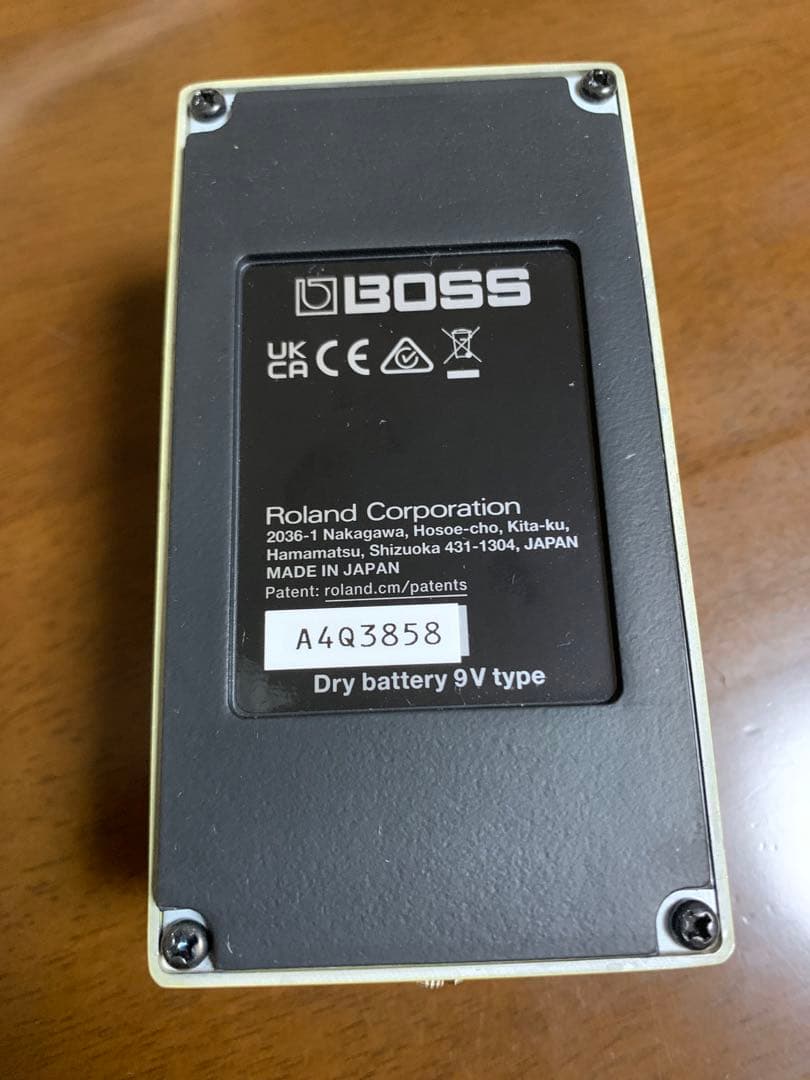 BOSS
UK
CA CE
Roland Corporation
2036-1 Nakagawa, Hosoe-cho, Kita-ku,
Hamamatsu, Shizuoka 431-1304, JAPAN
MADE IN JAPAN
Patent: roland.cm/patents
A4Q3858
Dry battery 9V type